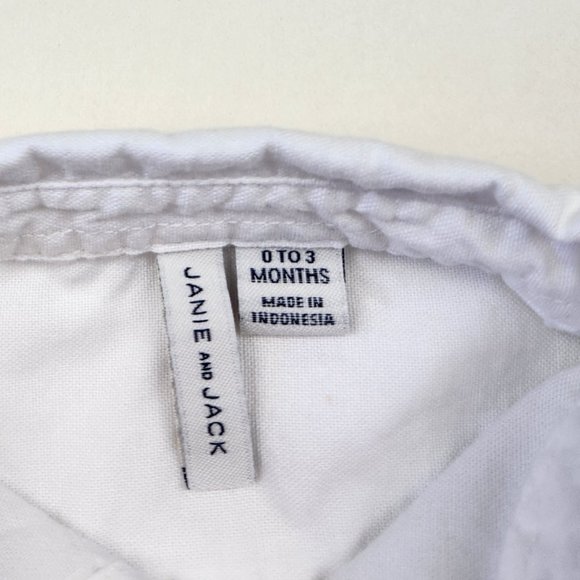 JANIE AND JACK
0 TO 3
MONTHS
MADE IN
INDONESIA